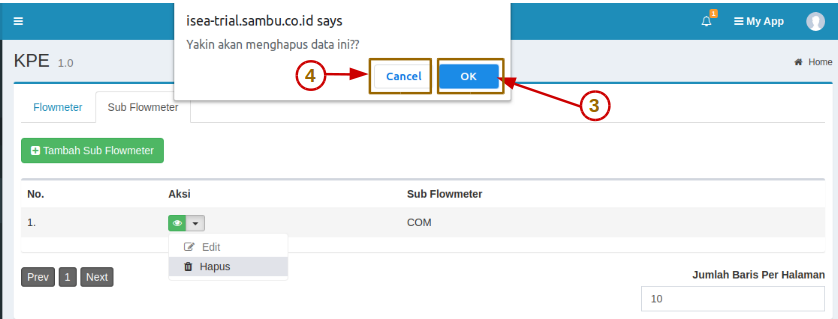 isea-trial.sambu.co.id says
Yakin akan menghapus data ini??
4 Cancel OK 3
1 My App
KPE 1.0
Home
Flowmeter Sub Flowmeter
Tambah Sub Flowmeter
No. Aksi Sub Flowmeter
1. COM
Edit
Hapus
Prev 1 Next
Jumlah Baris Per Halaman
10